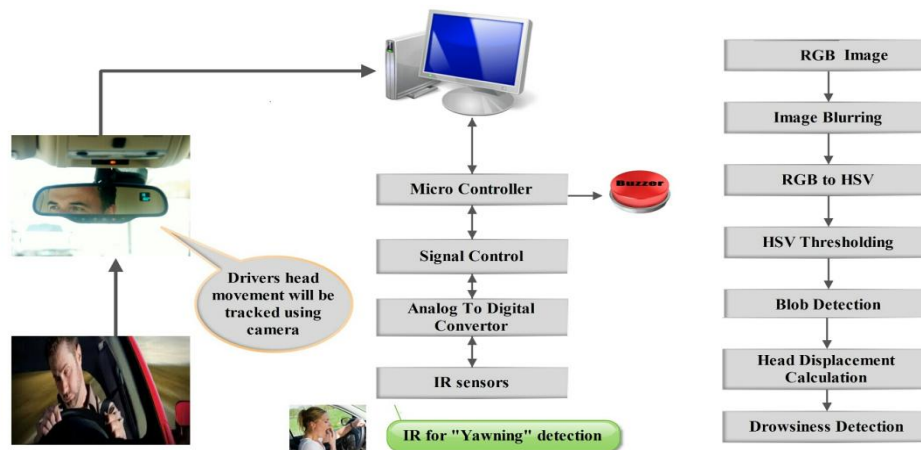 Drivers head
movement will be
tracked using
camera
Micro Controller
Buzzer
Signal Control
Analog To Digital
Convertor
IR sensors
IR for "Yawning" detection
RGB Image
Image Blurring
RGB to HSV
HSV Thresholding
Blob Detection
Head Displacement
Calculation
Drowsiness Detection